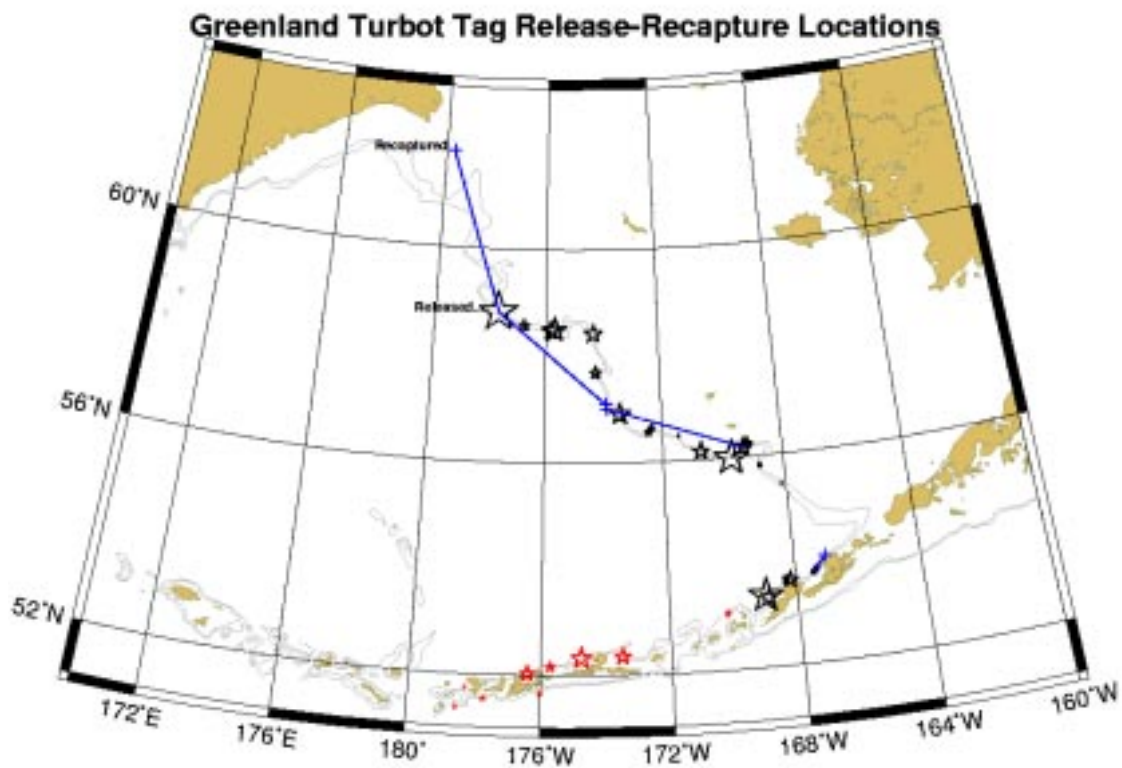 Greenland Turbot Tag Release-Recapture Locations
Recaptured
60°N
Released
56°N
52°N
172°E
176°E
180°
176°W
172°W
168°W
164°W
160°W